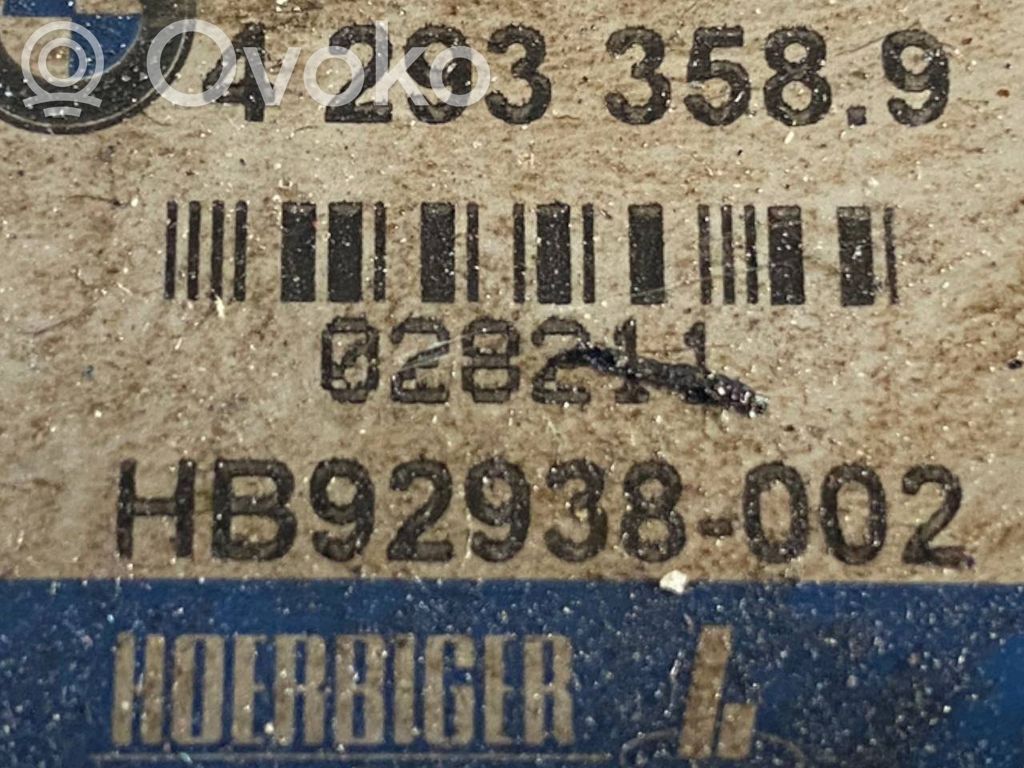 Ovoko
4 293 358.9
028211
HB92938-002
HOERBIGER